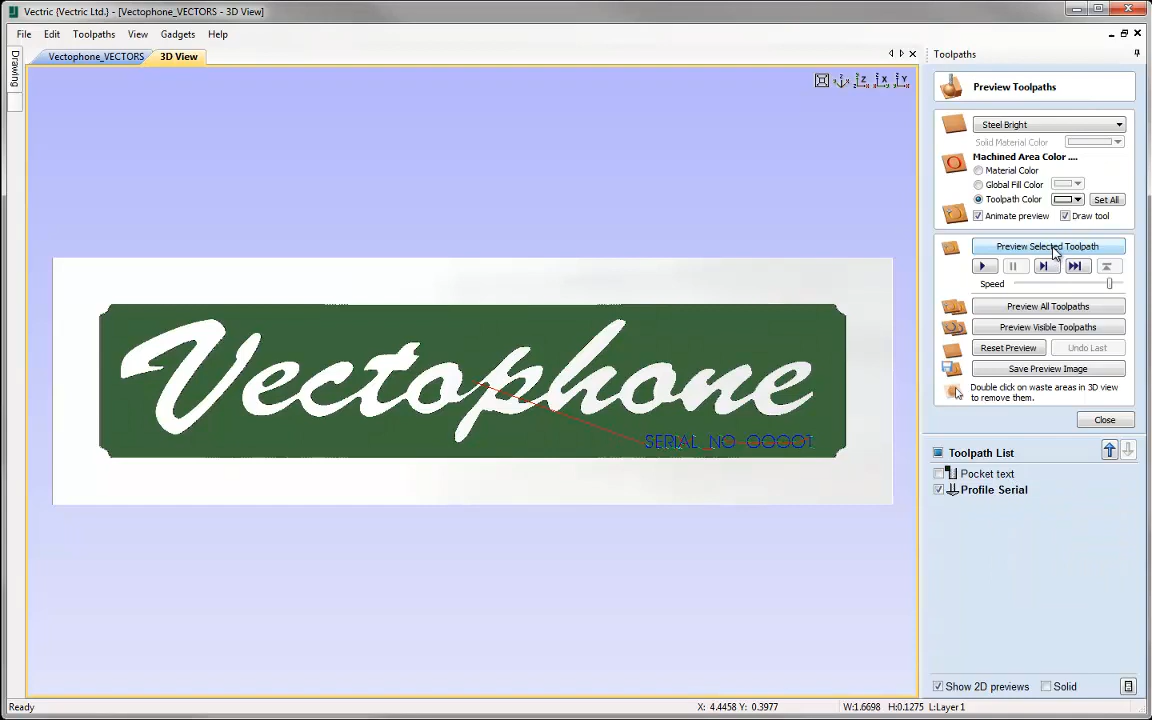 Vectric {Vectric Ltd.} - [Vectophone_VECTORS - 3D View]
File Edit Toolpaths View Gadgets Help
Drawing
Vectophone_VECTORS
3D View
Vectophone
SERIAL NO 00001
Toolpaths
Preview Toolpaths
Steel Bright
Solid Material Color
Machined Area Color ....
Material Color
Global Fill Color
Toolpath Color
Set All
Animate preview
Draw tool
Preview Selected Toolpath
Speed
Preview All Toolpaths
Preview Visible Toolpaths
Reset Preview
Undo Last
Save Preview Image
Double click on waste areas in 3D view
to remove them.
Close
Toolpath List
Pocket text
Profile Serial
Show 2D previews
Solid
Ready
X: 4.4458 Y: 0.3977
W:1.6698 H:0.1275 L:Layer 1